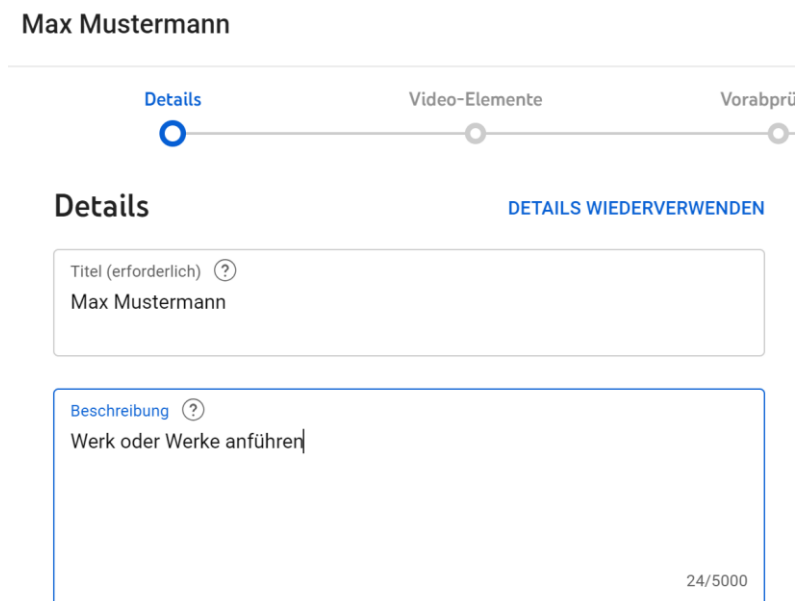 Max Mustermann
Details
Video-Elemente
Vorabprü
Details
DETAILS WIEDERVERWENDEN
Titel (erforderlich) ?
Max Mustermann
Beschreibung ?
Werk oder Werke anführen
24/5000